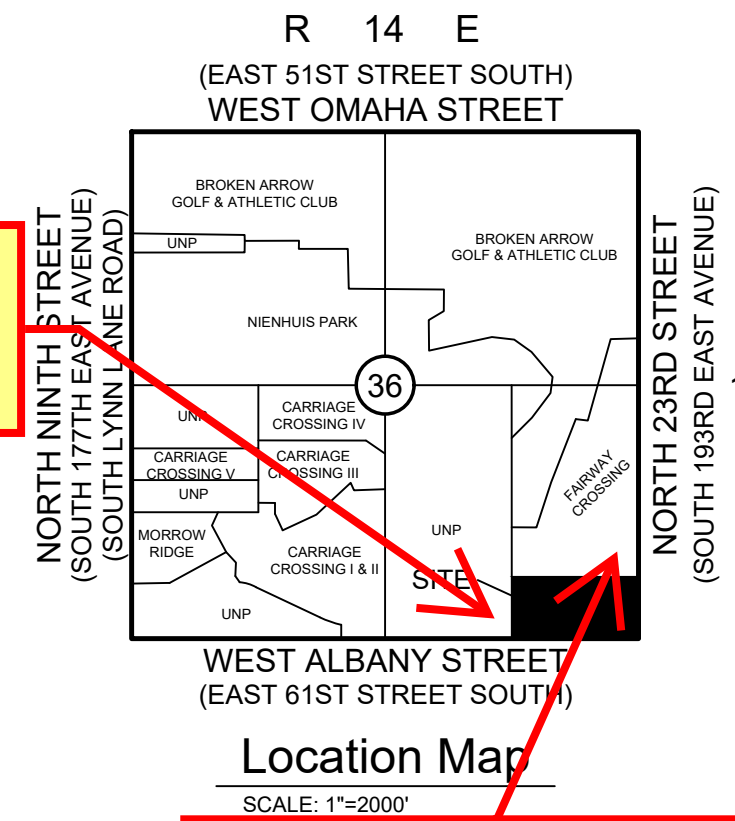 R 14 E
(EAST 51ST STREET SOUTH)
WEST OMAHA STREET
NORTH NINTH STREET
(SOUTH 177TH EAST AVENUE)
(SOUTH LYNN LANE ROAD)
BROKEN ARROW
GOLF & ATHLETIC CLUB
UNP
BROKEN ARROW
GOLF & ATHLETIC CLUB
NIENHUIS PARK
36
UNP
CARRIAGE
CROSSING IV
CARRIAGE
CROSSING V
CARRIAGE
CROSSING III
UNP
FAIRWAY
CROSSING
MORROW
RIDGE
CARRIAGE
CROSSING I & II
UNP
SITE
UNP
NORTH 23RD STREET
(SOUTH 193RD EAST AVENUE)
WEST ALBANY STREET
(EAST 61ST STREET SOUTH)
Location Map
SCALE: 1"=2000'